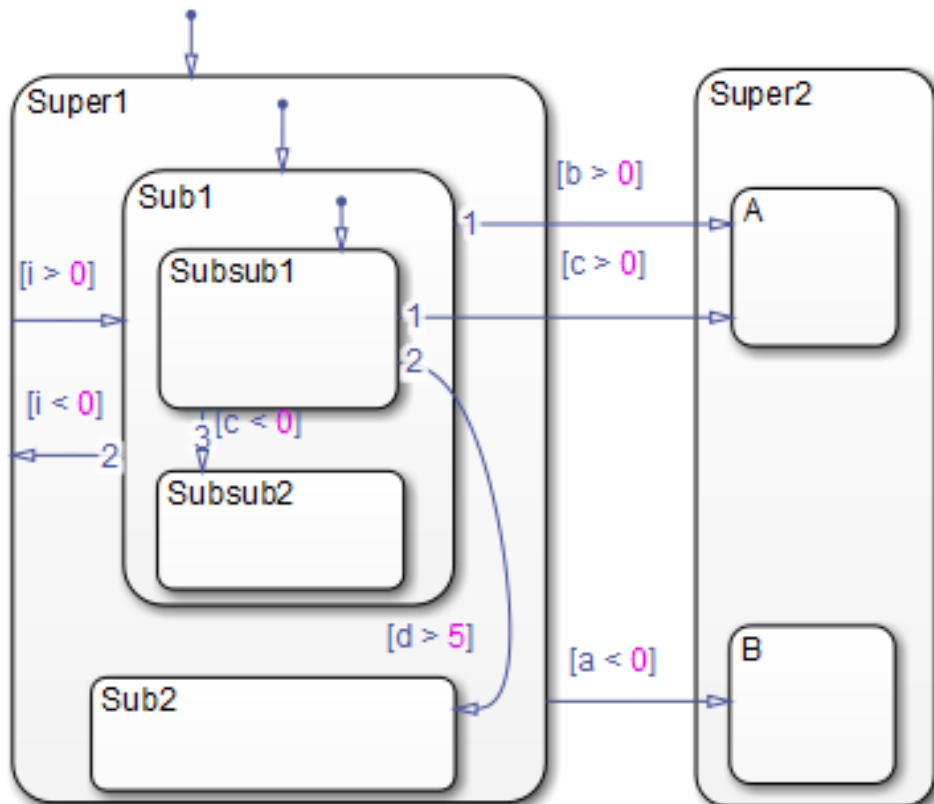 Super1
Super2
Sub1
[b > 0]
1
A
[i > 0]
Subsub1
[c > 0]
1
2
[i < 0]
3
[c < 0]
2
Subsub2
[d > 5]
B
[a < 0]
Sub2